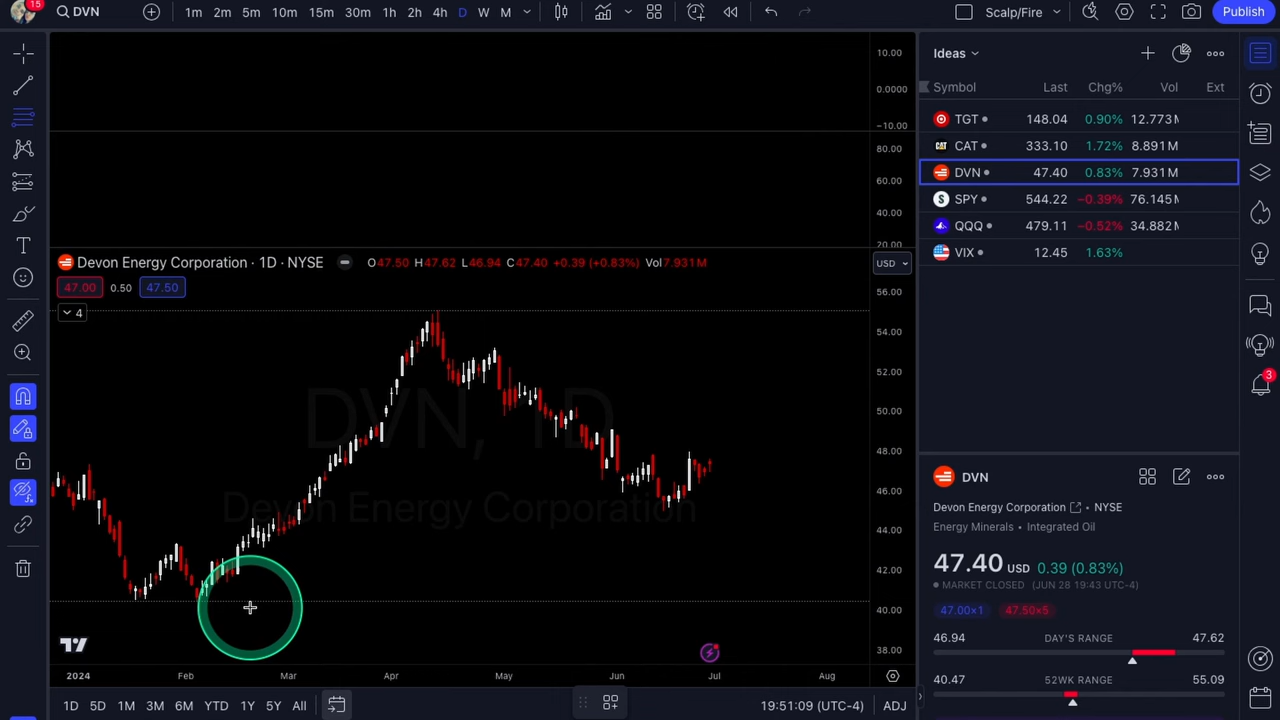 15
DVN
1m 2m 5m 10m 15m 30m 1h 2h 4h D W M
Scalp/Fire
Publish
Ideas
Symbol Last Chg% Vol Ext
TGT 148.04 0.90% 12.773M
CAT 333.10 1.72% 8.891M
DVN 47.40 0.83% 7.931M
SPY 544.22 −0.39% 76.145M
QQQ 479.11 −0.52% 34.882M
VIX 12.45 1.63%
10.00
0.0000
−10.00
80.00
60.00
40.00
20.00
Devon Energy Corporation · 1D · NYSE
O47.50 H47.62 L46.94 C47.40 +0.39 (+0.83%) Vol7.931M
USD
47.00 0.50 47.50
4
DVN, 1D
Devon Energy Corporation
56.00
54.00
52.00
50.00
48.00
46.00
44.00
42.00
40.00
38.00
2024 Feb Mar Apr May Jun Jul Aug
1D 5D 1M 3M 6M YTD 1Y 5Y All
19:51:09 (UTC-4)
ADJ
3
DVN
Devon Energy Corporation • NYSE
Energy Minerals • Integrated Oil
47.40 USD 0.39 (0.83%)
MARKET CLOSED (JUN 28 19:43 UTC-4)
47.00×1 47.50×5
46.94 DAY'S RANGE 47.62
40.47 52WK RANGE 55.09